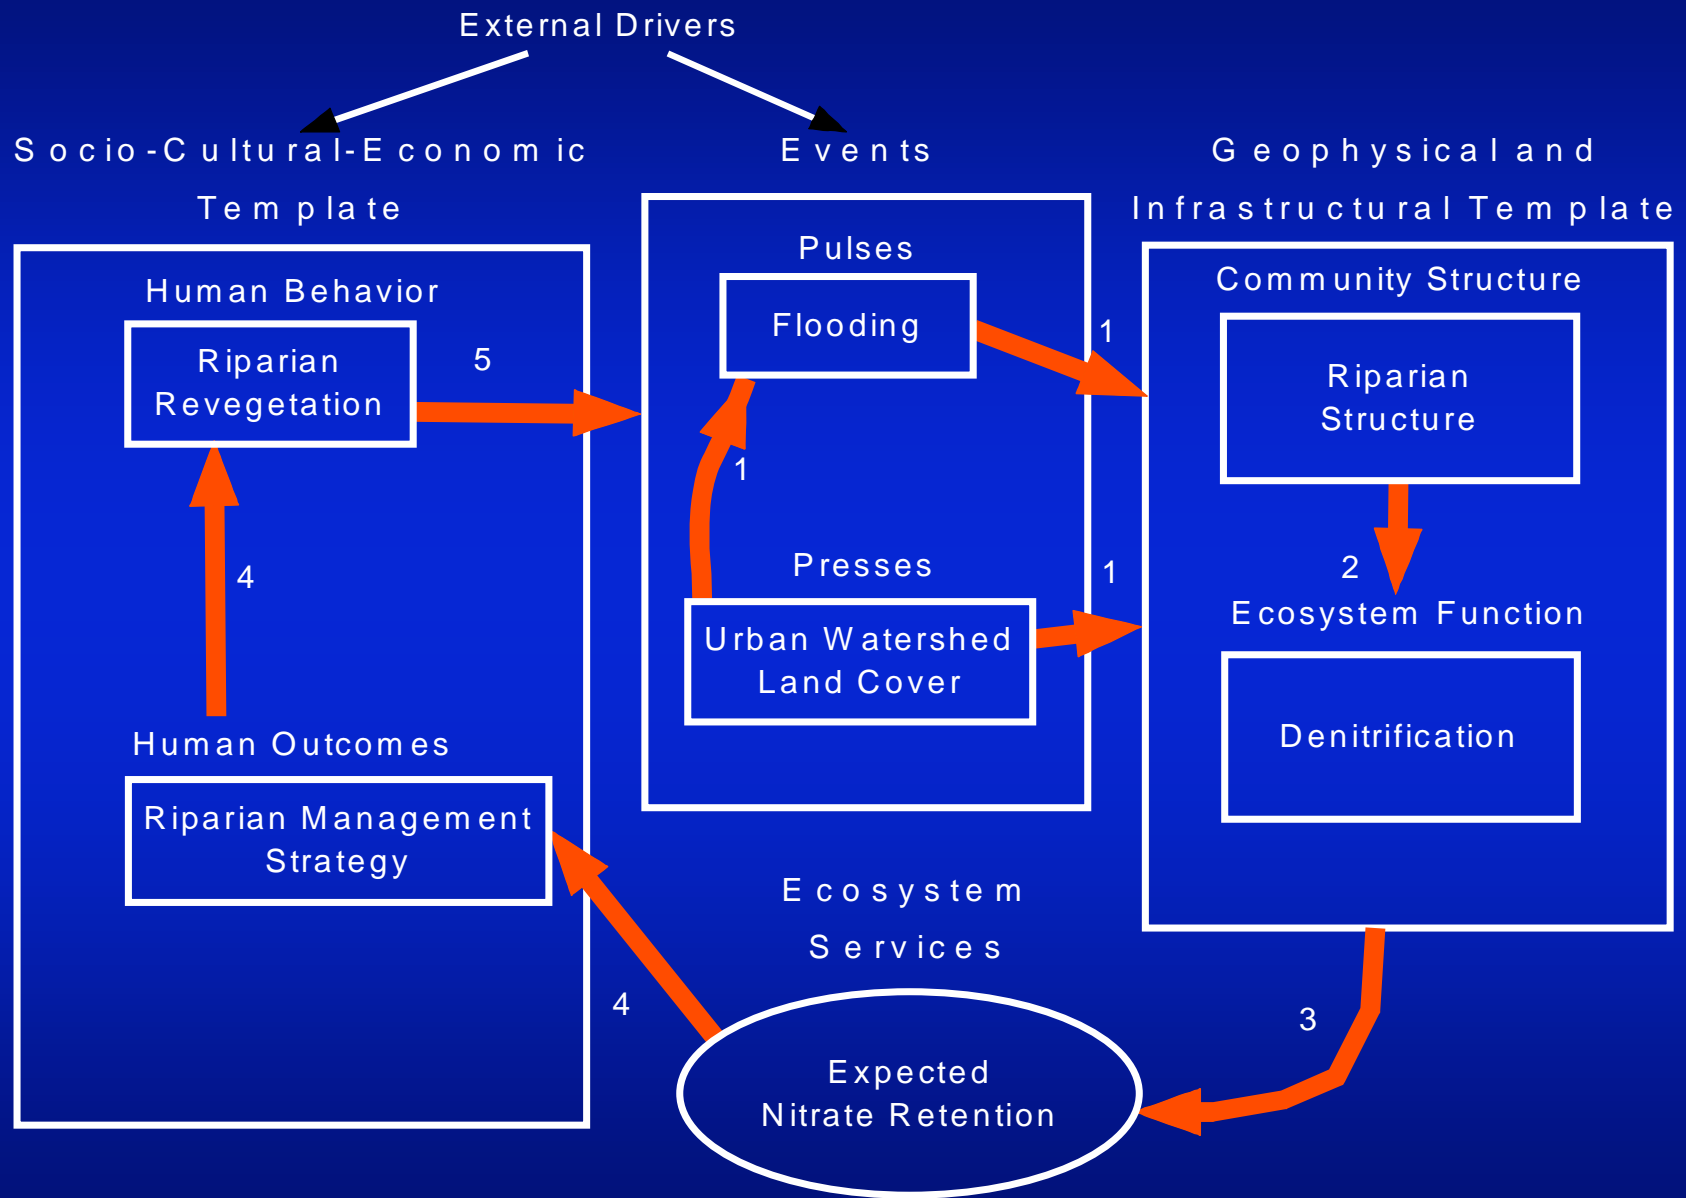 External Drivers
Socio-Cultural-Economic
Template
Human Behavior
Riparian
Revegetation
5
4
Human Outcomes
Riparian Management
Strategy
Events
Pulses
Flooding
1
1
Presses
1
Urban Watershed
Land Cover
Geophysical and
Infrastructural Template
Community Structure
Riparian
Structure
2
Ecosystem Function
Denitrification
Ecosystem
Services
4
3
Expected
Nitrate Retention